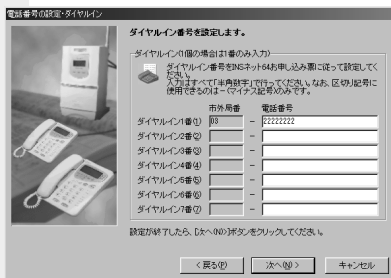 電話番号の設定・ダイヤルイン
ダイヤルイン番号を設定します。
ダイヤルイン(1個の場合は1番のみ入力)
ダイヤルイン番号をINSネット64お申し込み票に従って設定してください。
入力はすべて「半角数字」で行ってください。なお、区切り記号に使用できるのは－(マイナス記号)のみです。
市外局番 電話番号
ダイヤルイン1番(1) 03 － 22222222
ダイヤルイン2番(2) －
ダイヤルイン3番(3) －
ダイヤルイン4番(4) －
ダイヤルイン5番(5) －
ダイヤルイン6番(6) －
ダイヤルイン7番(7) －
設定が終了したら、[次へ(N)>]ボタンをクリックしてください。
<戻る(P) 次へ(N)> キャンセル